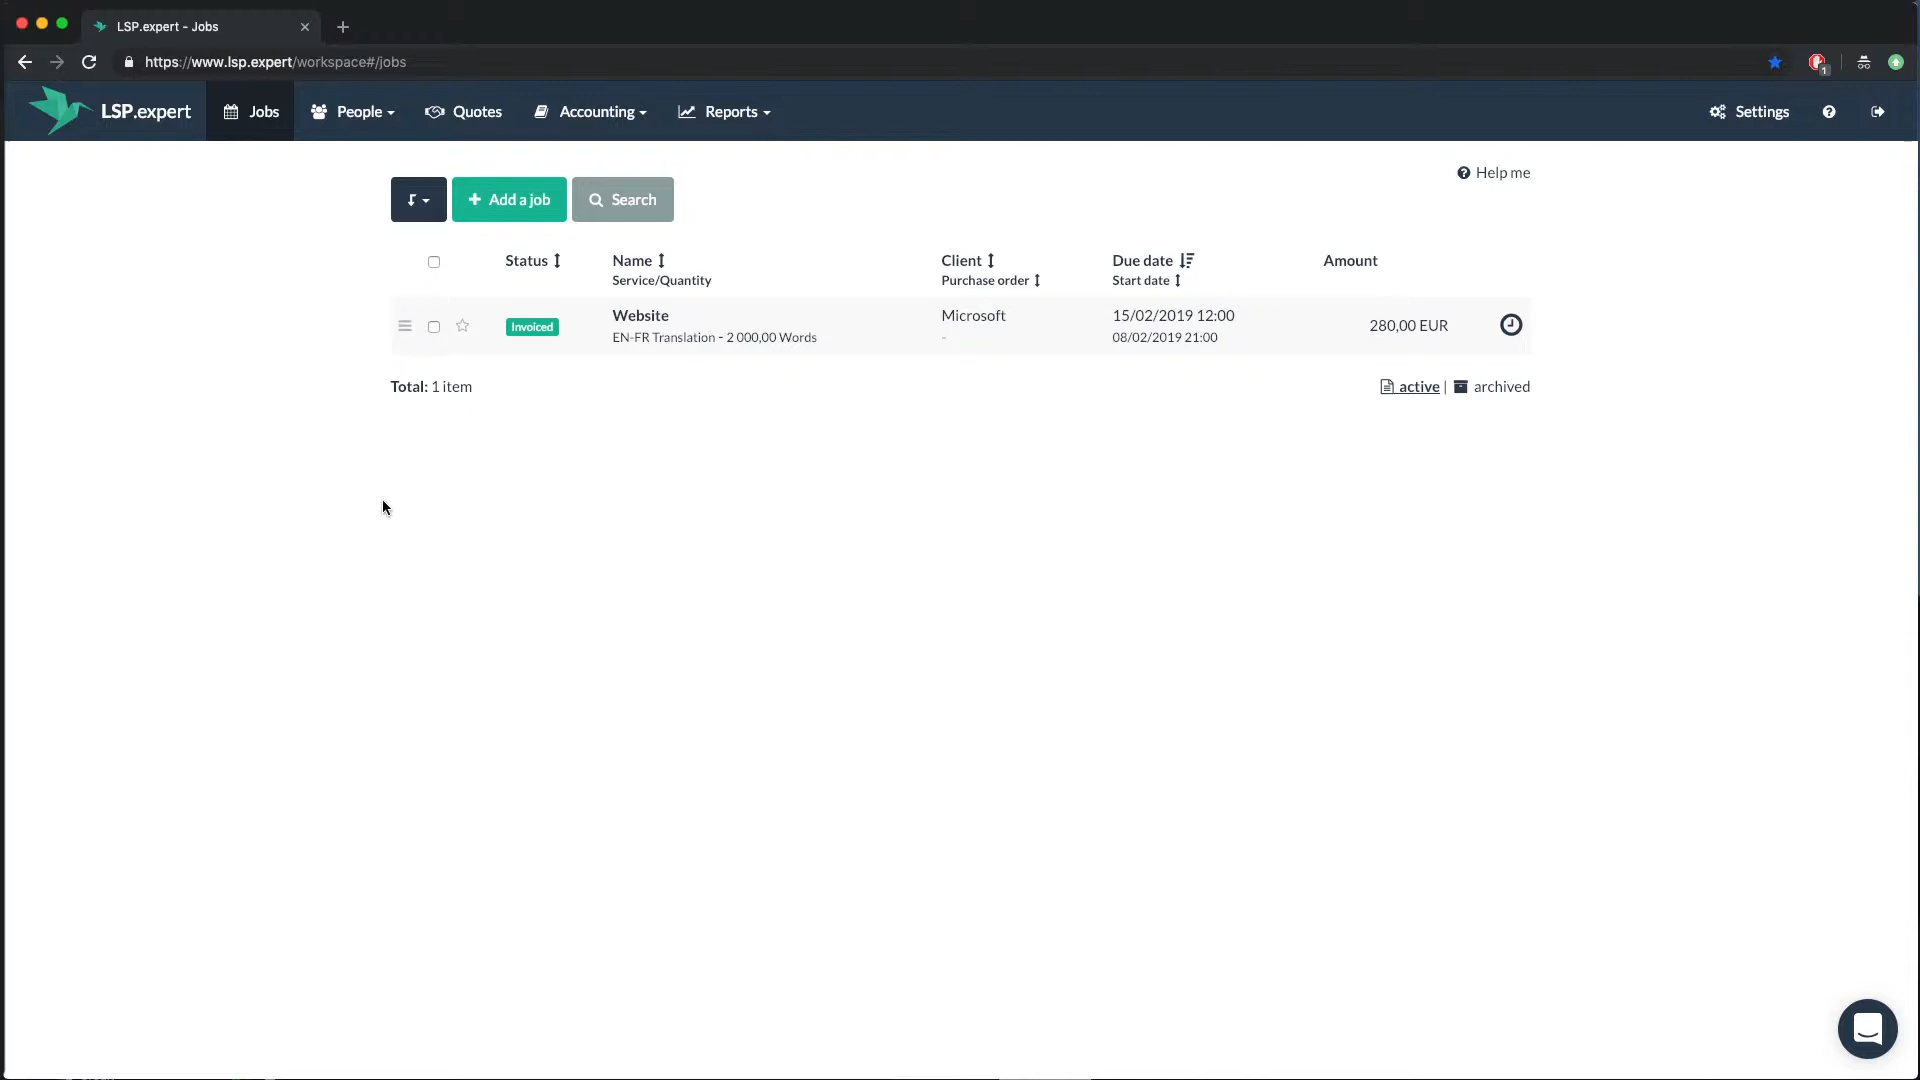 LSP.expert - Jobs
https://www.lsp.expert/workspace#/jobs
1
LSP.expert
Jobs
People
Quotes
Accounting
Reports
Settings
Help me
+ Add a job
Search
Status
Name
Client
Due date
Amount
Service/Quantity
Purchase order
Start date
Invoiced
Website
Microsoft
15/02/2019 12:00
280,00 EUR
EN-FR Translation - 2 000,00 Words
-
08/02/2019 21:00
Total: 1 item
active | archived